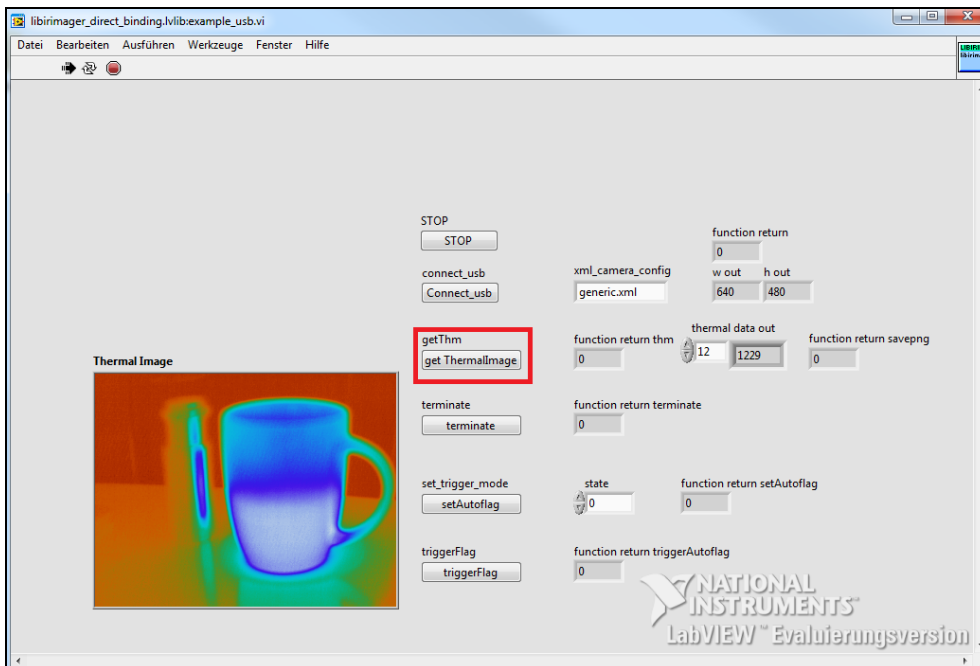 libirimager_direct_binding.lvlib:example_usb.vi
Datei Bearbeiten Ausführen Werkzeuge Fenster Hilfe
STOP
STOP
function return
0
connect_usb
Connect_usb
xml_camera_config
generic.xml
w out h out
640 480
getThm
get ThermalImage
function return thm
0
thermal data out
12 1229
function return savepng
0
Thermal Image
terminate
terminate
function return terminate
0
set_trigger_mode
setAutoflag
state
0
function return setAutoflag
0
triggerFlag
triggerFlag
function return triggerAutoflag
0
NATIONAL
INSTRUMENTS™
LabVIEW™ Evaluierungsversion